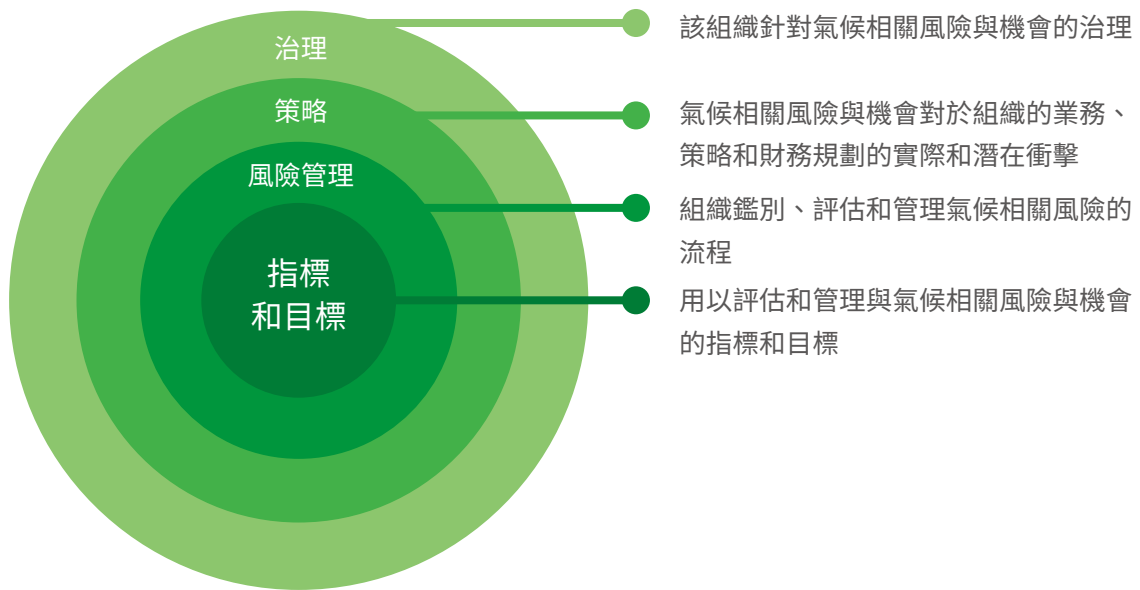 治理
策略
風險管理
指標
和目標
該組織針對氣候相關風險與機會的治理
氣候相關風險與機會對於組織的業務、
策略和財務規劃的實際和潛在衝擊
組織鑑別、評估和管理氣候相關風險的
流程
用以評估和管理與氣候相關風險與機會
的指標和目標